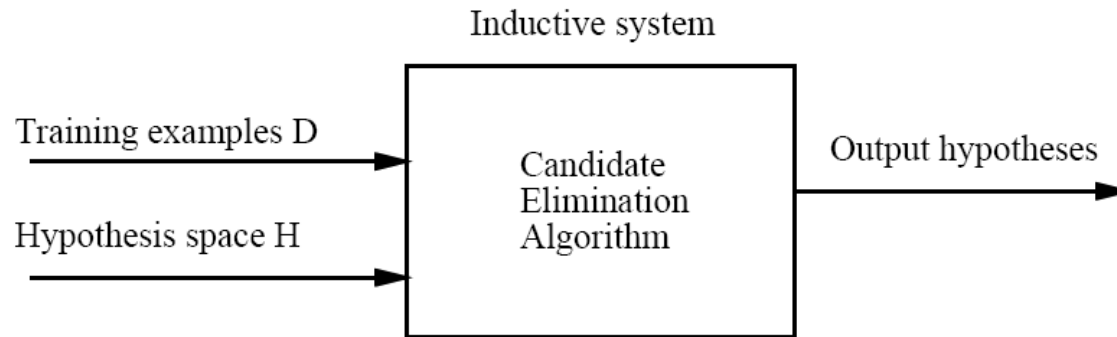 Inductive system
Training examples D
Hypothesis space H
Candidate
Elimination
Algorithm
Output hypotheses